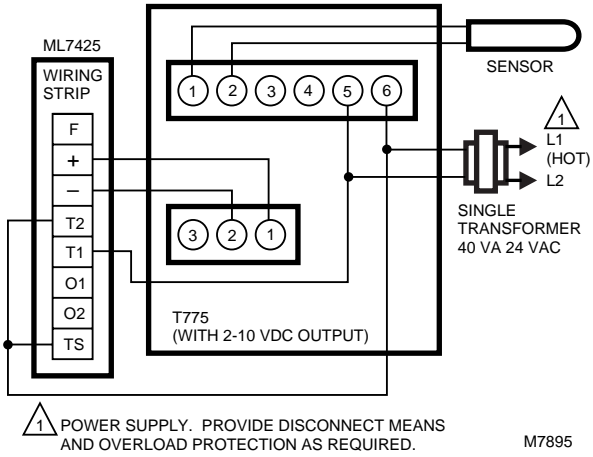 ML7425
WIRING
STRIP
F
+
–
T2
T1
O1
O2
TS
1 2 3 4 5 6
3 2 1
T775
(WITH 2-10 VDC OUTPUT)
SENSOR
1
L1
(HOT)
L2
SINGLE
TRANSFORMER
40 VA 24 VAC
1 POWER SUPPLY. PROVIDE DISCONNECT MEANS
AND OVERLOAD PROTECTION AS REQUIRED.
M7895